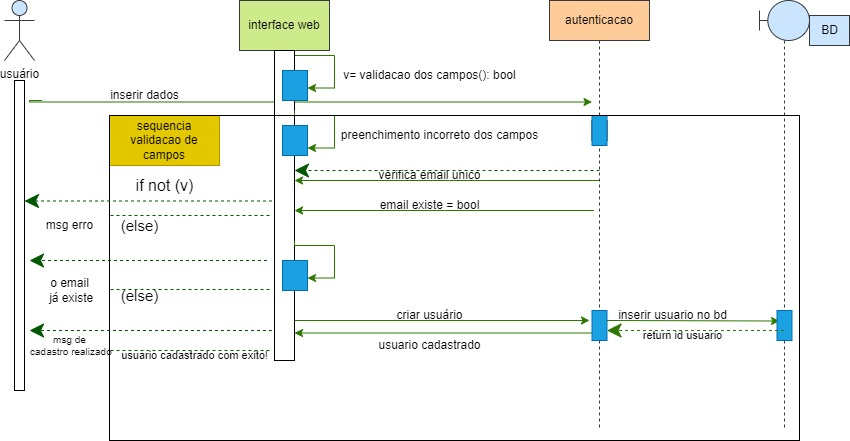 interface web
autenticacao
BD
usuário
v= validacao dos campos(): bool
inserir dados
sequencia
validacao de
campos
preenchimento incorreto dos campos
verifica email unico
if not (v)
email existe = bool
msg erro
(else)
o email
já existe
(else)
criar usuário
inserir usuario no bd
msg de
cadastro realizado
usuario cadastrado com exito!
usuario cadastrado
return id usuario